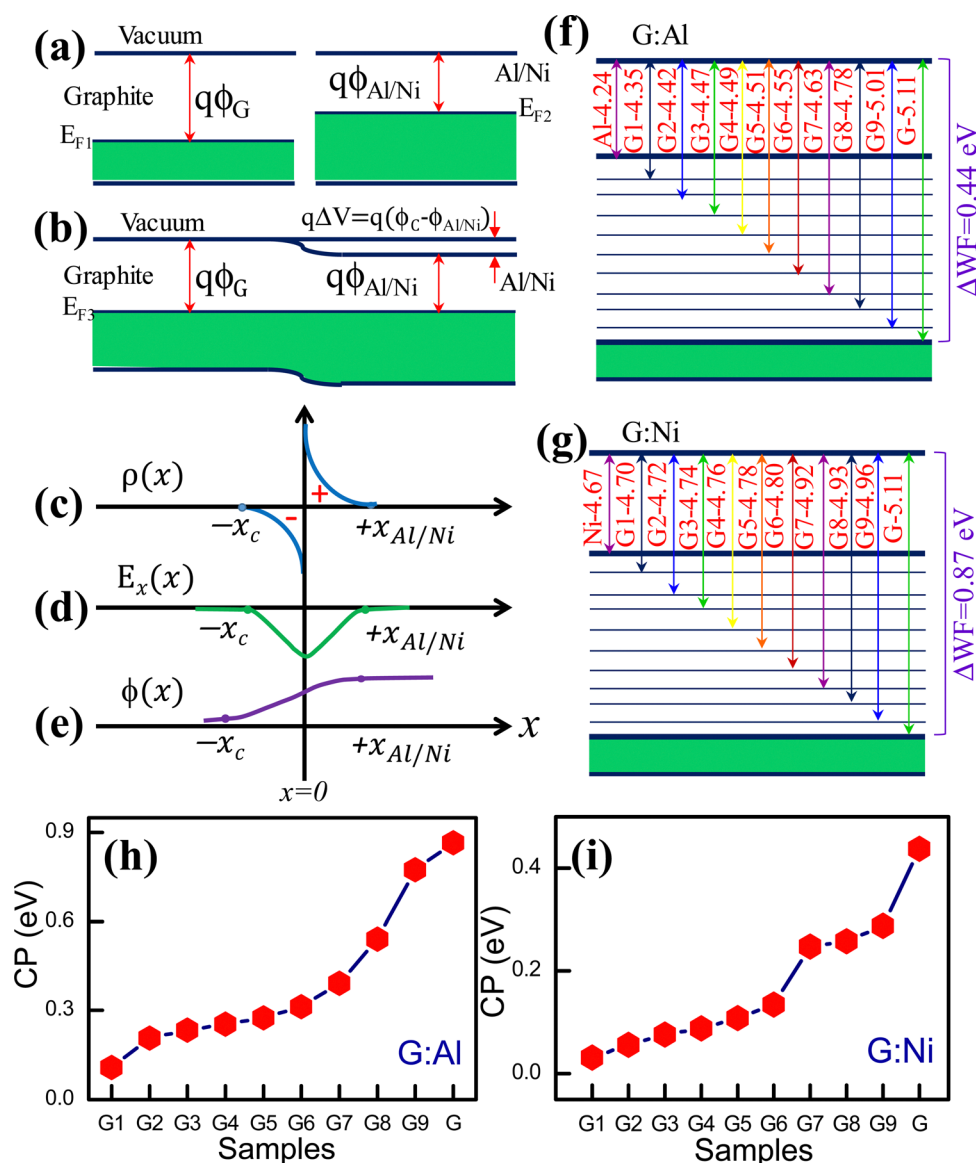 (a)
Vacuum
Graphite
qϕG
EF1
qϕAl/Ni
Al/Ni
EF2
(b)
Vacuum
qΔV=q(ϕC-ϕAl/Ni)
Graphite
qϕG
qϕAl/Ni
Al/Ni
EF3
(c)
ρ(x)
+
-
−xc
+xAl/Ni
(d)
Ex(x)
−xc
+xAl/Ni
(e)
ϕ(x)
−xc
+xAl/Ni
x
x=0
(f)
G:Al
Al-4.24
G1-4.35
G2-4.42
G3-4.47
G4-4.49
G5-4.51
G6-4.55
G7-4.63
G8-4.78
G9-5.01
G-5.11
ΔWF=0.44 eV
(g)
G:Ni
Ni-4.67
G1-4.70
G2-4.72
G3-4.74
G4-4.76
G5-4.78
G6-4.80
G7-4.92
G8-4.93
G9-4.96
G-5.11
ΔWF=0.87 eV
(h)
CP (eV)
0.9
0.6
0.3
0.0
G:Al
G1 G2 G3 G4 G5 G6 G7 G8 G9 G
Samples
(i)
CP (eV)
0.4
0.2
0.0
G:Ni
G1 G2 G3 G4 G5 G6 G7 G8 G9 G
Samples